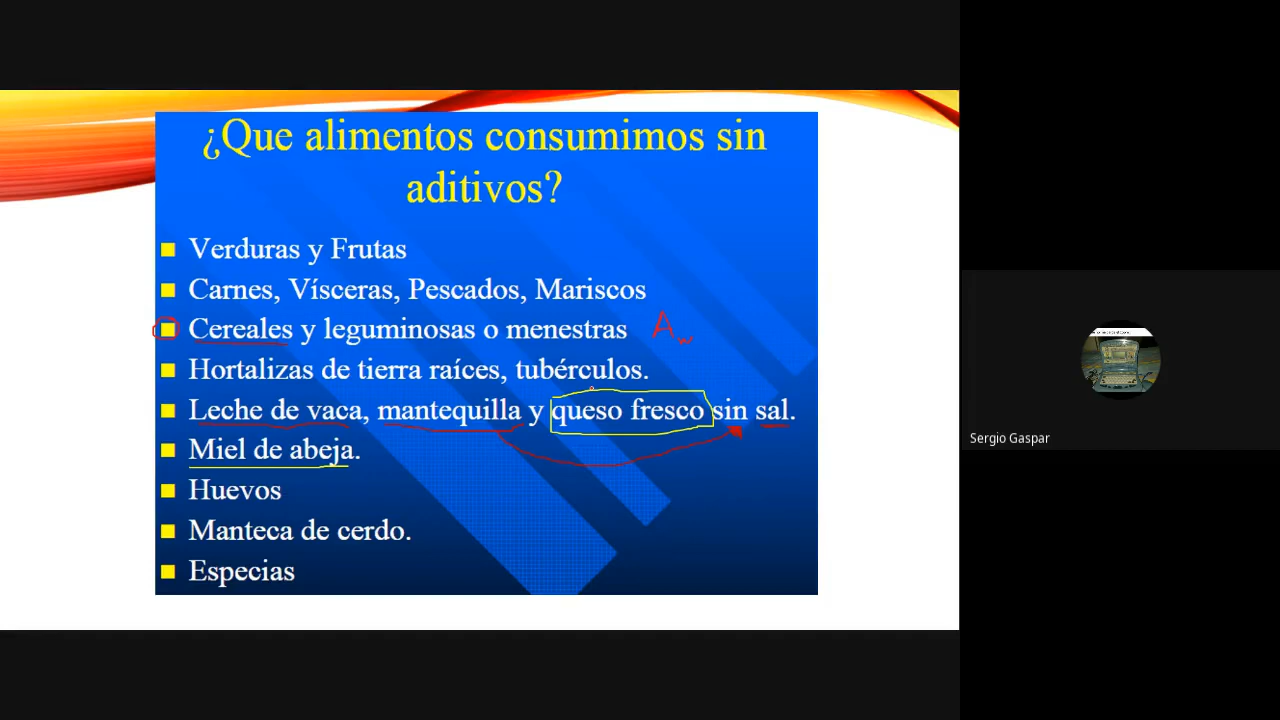 ¿Que alimentos consumimos sin
aditivos?
Verduras y Frutas
Carnes, Vísceras, Pescados, Mariscos
Cereales y leguminosas o menestras Aw
Hortalizas de tierra raíces, tubérculos.
Leche de vaca, mantequilla y queso fresco sin sal.
Miel de abeja.
Huevos
Manteca de cerdo.
Especias
Sergio Gaspar